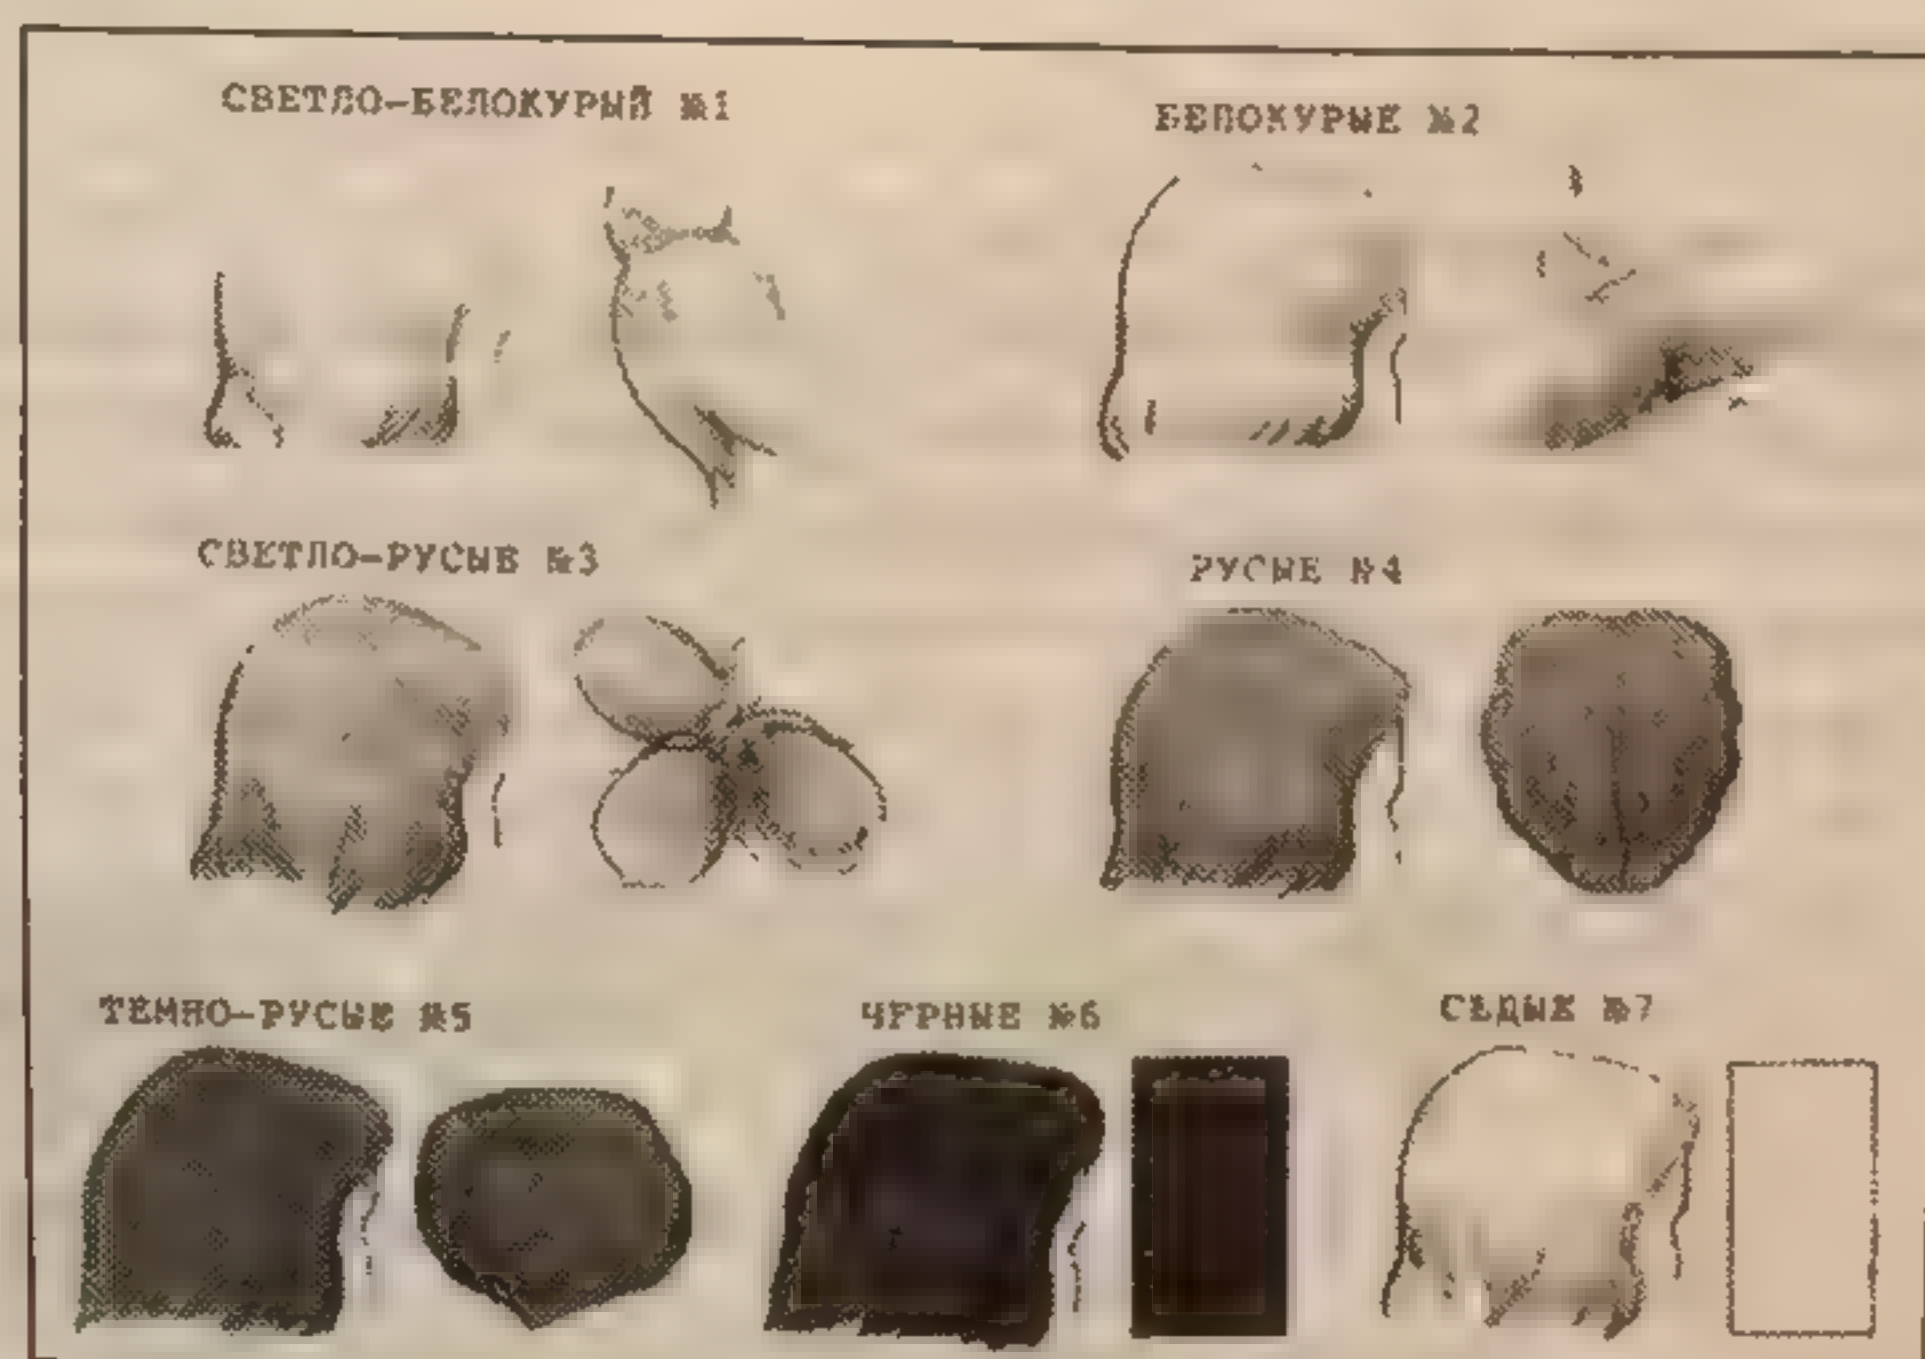 СВЕТЛО-БЕЛОКУРЫЙ №1
БЕЛОКУРЫЕ №2
СВЕТЛО-РУСЫЕ №3
РУСЫЕ №4
ТЕМНО-РУСЫЕ №5
ЧЕРНЫЕ №6
СЕДЫЕ №7